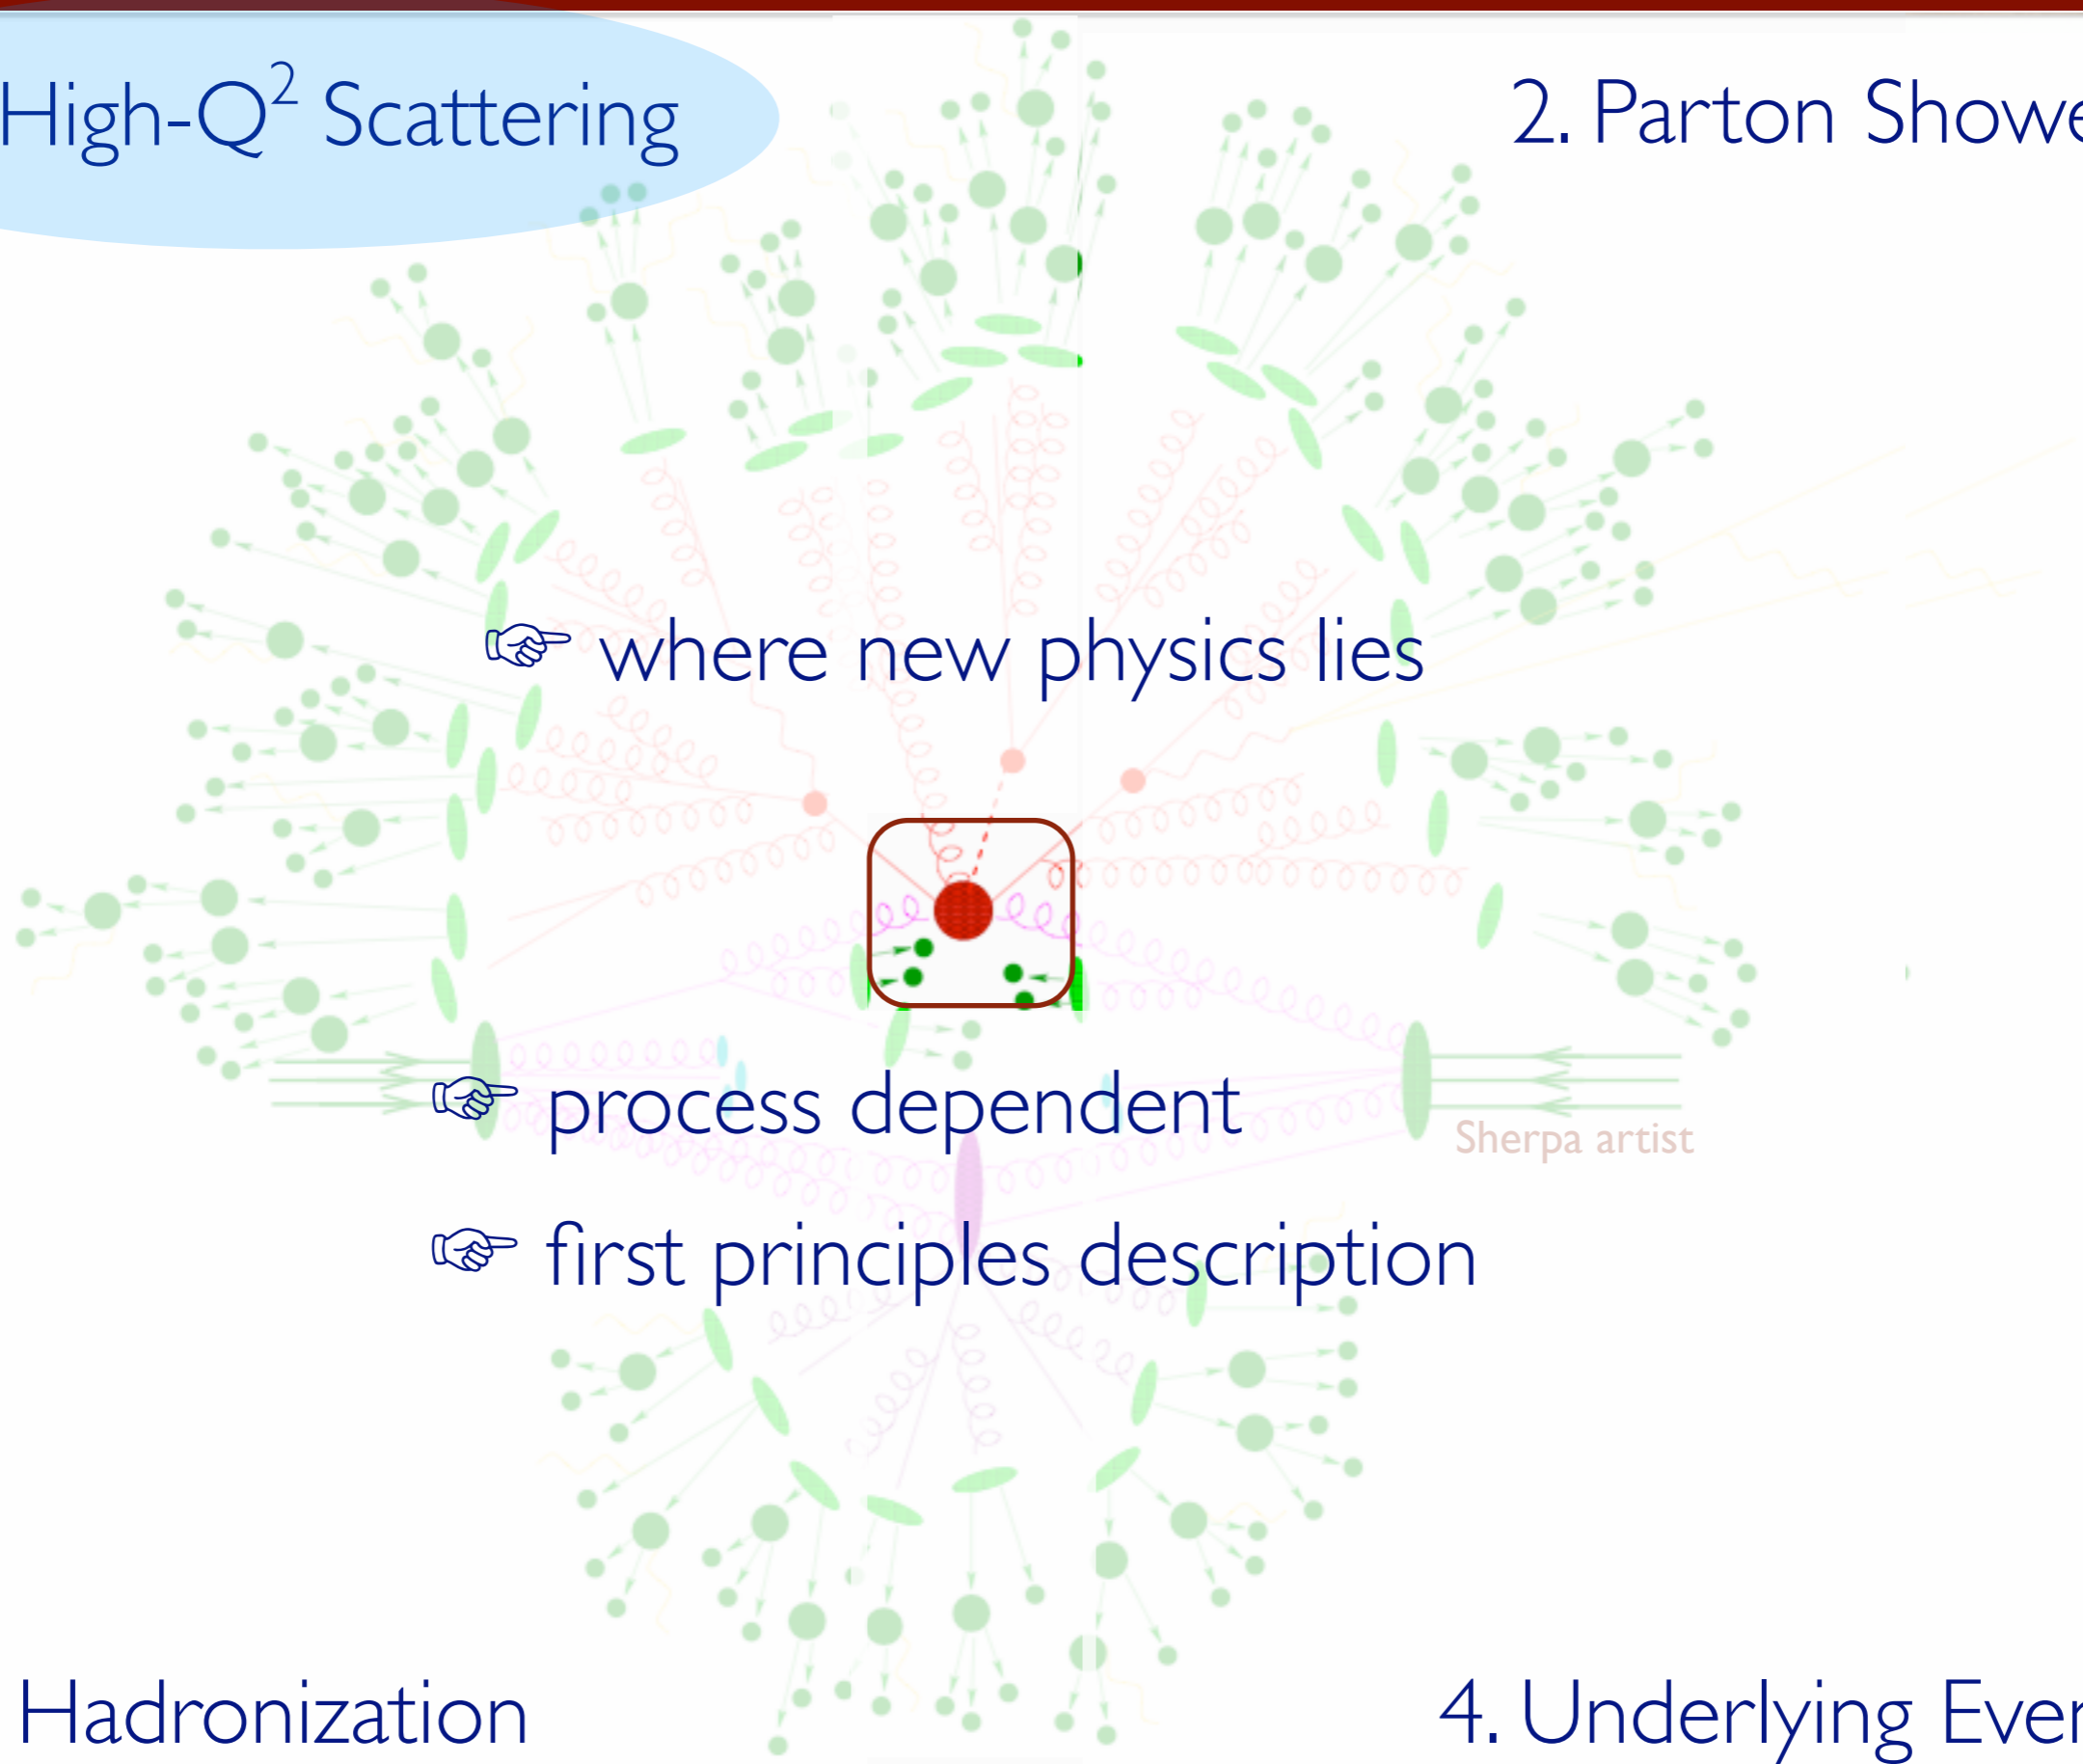 High-Q² Scattering
2. Parton Showe
☞ where new physics lies
☞ process dependent
Sherpa artist
☞ first principles description
Hadronization
4. Underlying Ever